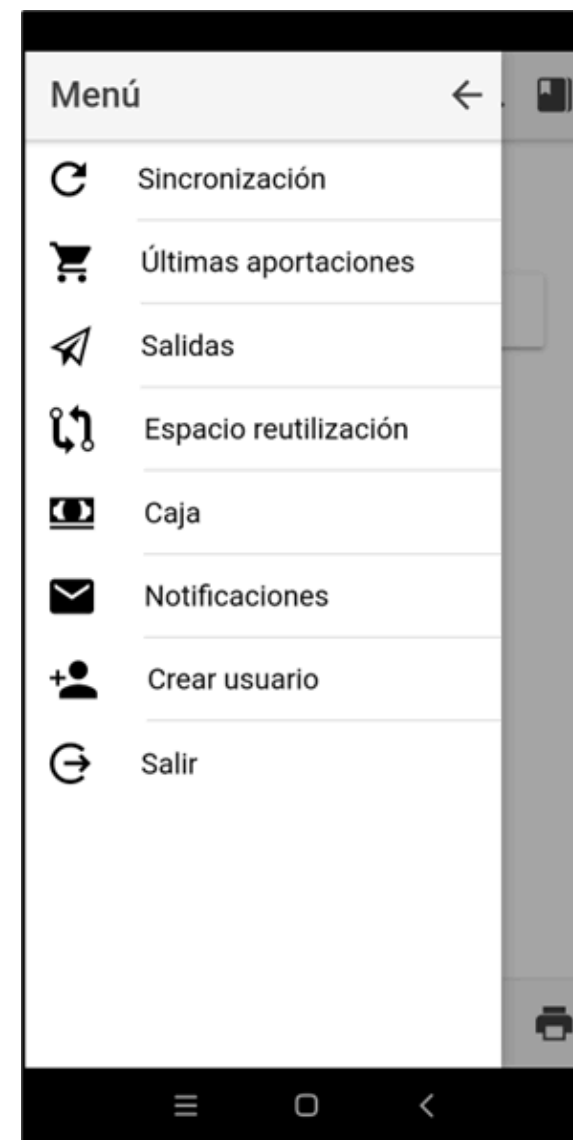 Menú
Sincronización
Últimas aportaciones
Salidas
Espacio reutilización
Caja
Notificaciones
Crear usuario
Salir